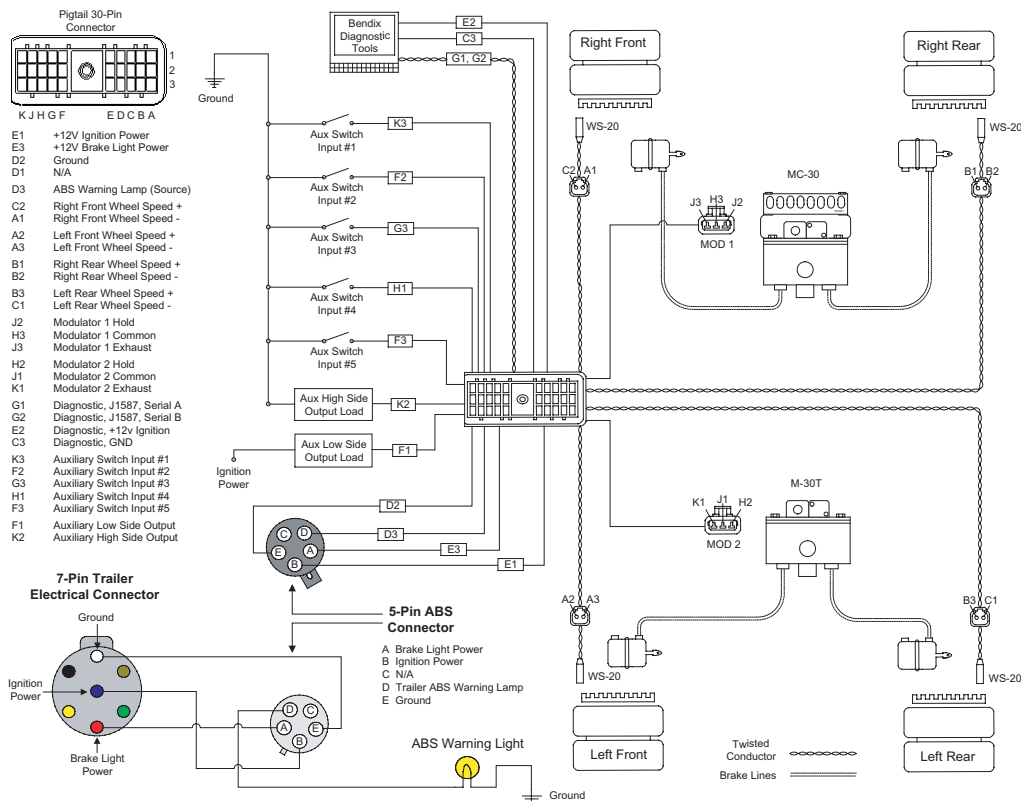 Pigtail 30-Pin
Connector
1
2
3
K J H G F
E D C B A
E1 +12V Ignition Power
E3 +12V Brake Light Power
D2 Ground
D1 N/A
D3 ABS Warning Lamp (Source)
C2 Right Front Wheel Speed +
A1 Right Front Wheel Speed -
A2 Left Front Wheel Speed +
A3 Left Front Wheel Speed -
B1 Right Rear Wheel Speed +
B2 Right Rear Wheel Speed -
B3 Left Rear Wheel Speed +
C1 Left Rear Wheel Speed -
J2 Modulator 1 Hold
H3 Modulator 1 Common
J3 Modulator 1 Exhaust
H2 Modulator 2 Hold
J1 Modulator 2 Common
K1 Modulator 2 Exhaust
G1 Diagnostic, J1587, Serial A
G2 Diagnostic, J1587, Serial B
E2 Diagnostic, +12v Ignition
C3 Diagnostic, GND
K3 Auxiliary Switch Input #1
F2 Auxiliary Switch Input #2
G3 Auxiliary Switch Input #3
H1 Auxiliary Switch Input #4
F3 Auxiliary Switch Input #5
F1 Auxiliary Low Side Output
K2 Auxiliary High Side Output
Ground
Bendix
Diagnostic
Tools
E2
C3
G1, G2
Aux Switch
Input #1
K3
Aux Switch
Input #2
F2
Aux Switch
Input #3
G3
Aux Switch
Input #4
H1
Aux Switch
Input #5
F3
Aux High Side
Output Load
K2
Aux Low Side
Output Load
F1
Ignition
Power
D2
D3
E3
E1
C
D
E
A
B
Right Front
WS-20
C2 A1
Right Rear
WS-20
B1 B2
MC-30
J3 H3 J2
MOD 1
M-30T
K1 J1 H2
MOD 2
A2 A3
WS-20
Left Front
B3 C1
WS-20
Left Rear
Twisted
Conductor
Brake Lines
7-Pin Trailer
Electrical Connector
Ground
Ignition
Power
Brake Light
Power
5-Pin ABS
Connector
A Brake Light Power
B Ignition Power
C N/A
D Trailer ABS Warning Lamp
E Ground
D
C
A
E
B
ABS Warning Light
Ground